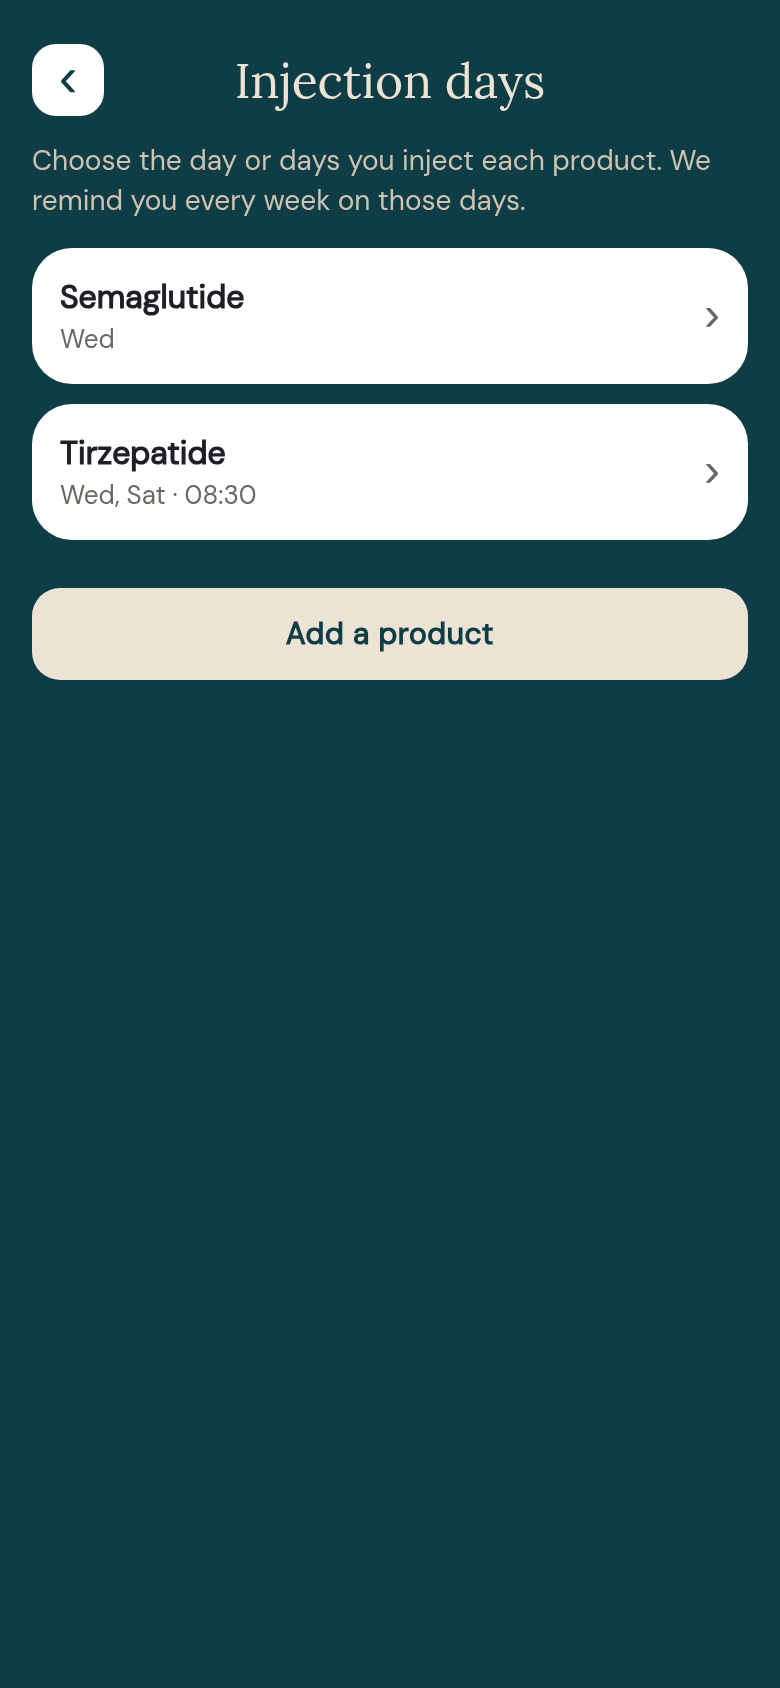 Injection days
Choose the day or days you inject each product. We
remind you every week on those days.
Semaglutide
Wed
Tirzepatide
Wed, Sat · 08:30
Add a product